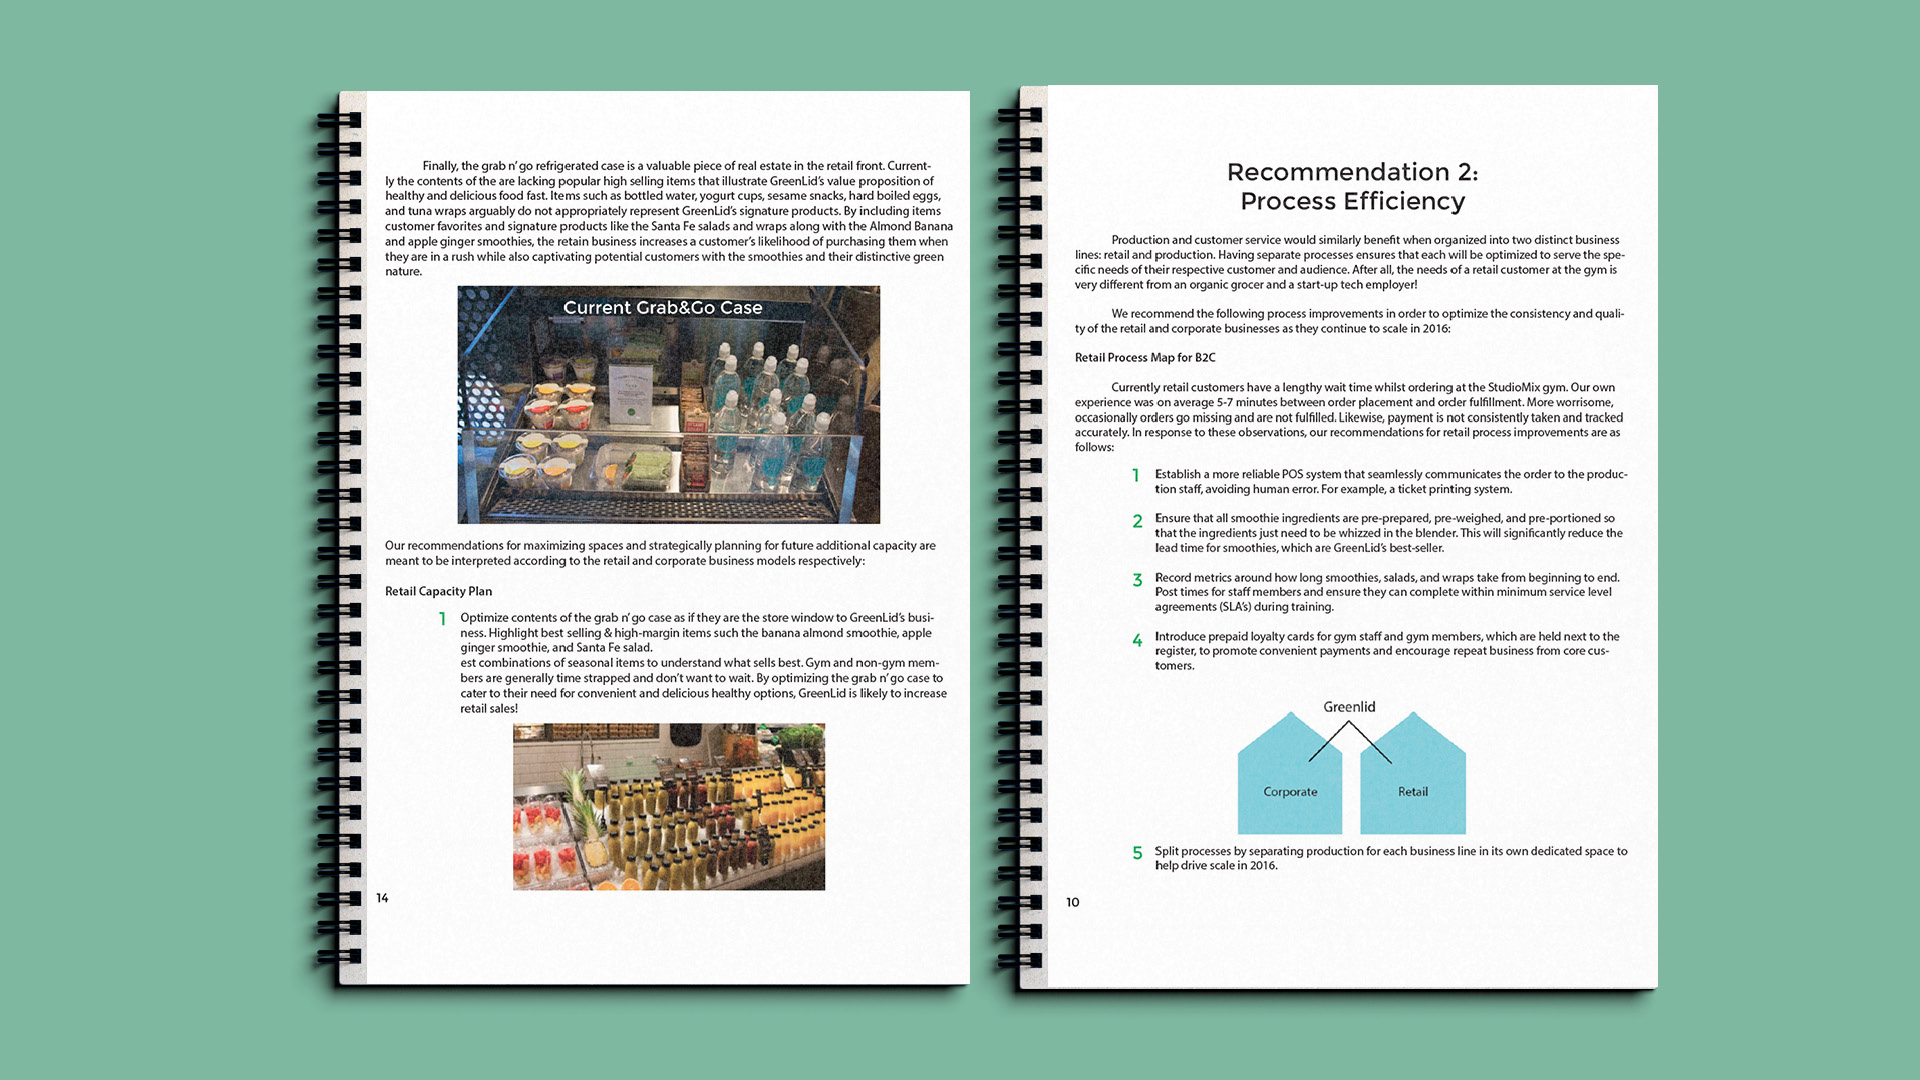 Finally, the grab n' go refrigerated case is a valuable piece of real estate in the retail front. Current-
ly the contents of the are lacking popular high selling items that illustrate GreenLid's value proposition of
healthy and delicious food fast. Items such as bottled water, yogurt cups, sesame snacks, hard boiled eggs,
and tuna wraps arguably do not appropriately represent GreenLid's signature products. By including items
customer favorites and signature products like the Santa Fe salads and wraps along with the Almond Banana
and apple ginger smoothies, the retain business increases a customer's likelihood of purchasing them when
they are in a rush while also captivating potential customers with the smoothies and their distinctive green
nature.
Current Grab&Go Case
Our recommendations for maximizing spaces and strategically planning for future additional capacity are
meant to be interpreted according to the retail and corporate business models respectively:
Retail Capacity Plan
1 Optimize contents of the grab n' go case as if they are the store window to GreenLid's busi-
ness. Highlight best selling & high-margin items such the banana almond smoothie, apple
ginger smoothie, and Santa Fe salad.
est combinations of seasonal items to understand what sells best. Gym and non-gym mem-
bers are generally time strapped and don't want to wait. By optimizing the grab n' go case to
cater to their need for convenient and delicious healthy options, GreenLid is likely to increase
retail sales!
14
Recommendation 2:
Process Efficiency
Production and customer service would similarly benefit when organized into two distinct business
lines: retail and production. Having separate processes ensures that each will be optimized to serve the spe-
cific needs of their respective customer and audience. After all, the needs of a retail customer at the gym is
very different from an organic grocer and a start-up tech employer!
We recommend the following process improvements in order to optimize the consistency and quali-
ty of the retail and corporate businesses as they continue to scale in 2016:
Retail Process Map for B2C
Currently retail customers have a lengthy wait time whilst ordering at the StudioMix gym. Our own
experience was on average 5-7 minutes between order placement and order fulfillment. More worrisome,
occasionally orders go missing and are not fulfilled. Likewise, payment is not consistently taken and tracked
accurately. In response to these observations, our recommendations for retail process improvements are as
follows:
1 Establish a more reliable POS system that seamlessly communicates the order to the produc-
tion staff, avoiding human error. For example, a ticket printing system.
2 Ensure that all smoothie ingredients are pre-prepared, pre-weighed, and pre-portioned so
that the ingredients just need to be whizzed in the blender. This will significantly reduce the
lead time for smoothies, which are GreenLid's best-seller.
3 Record metrics around how long smoothies, salads, and wraps take from beginning to end.
Post times for staff members and ensure they can complete within minimum service level
agreements (SLA's) during training.
4 Introduce prepaid loyalty cards for gym staff and gym members, which are held next to the
register, to promote convenient payments and encourage repeat business from core cus-
tomers.
Greenlid
Corporate Retail
5 Split processes by separating production for each business line in its own dedicated space to
help drive scale in 2016.
10